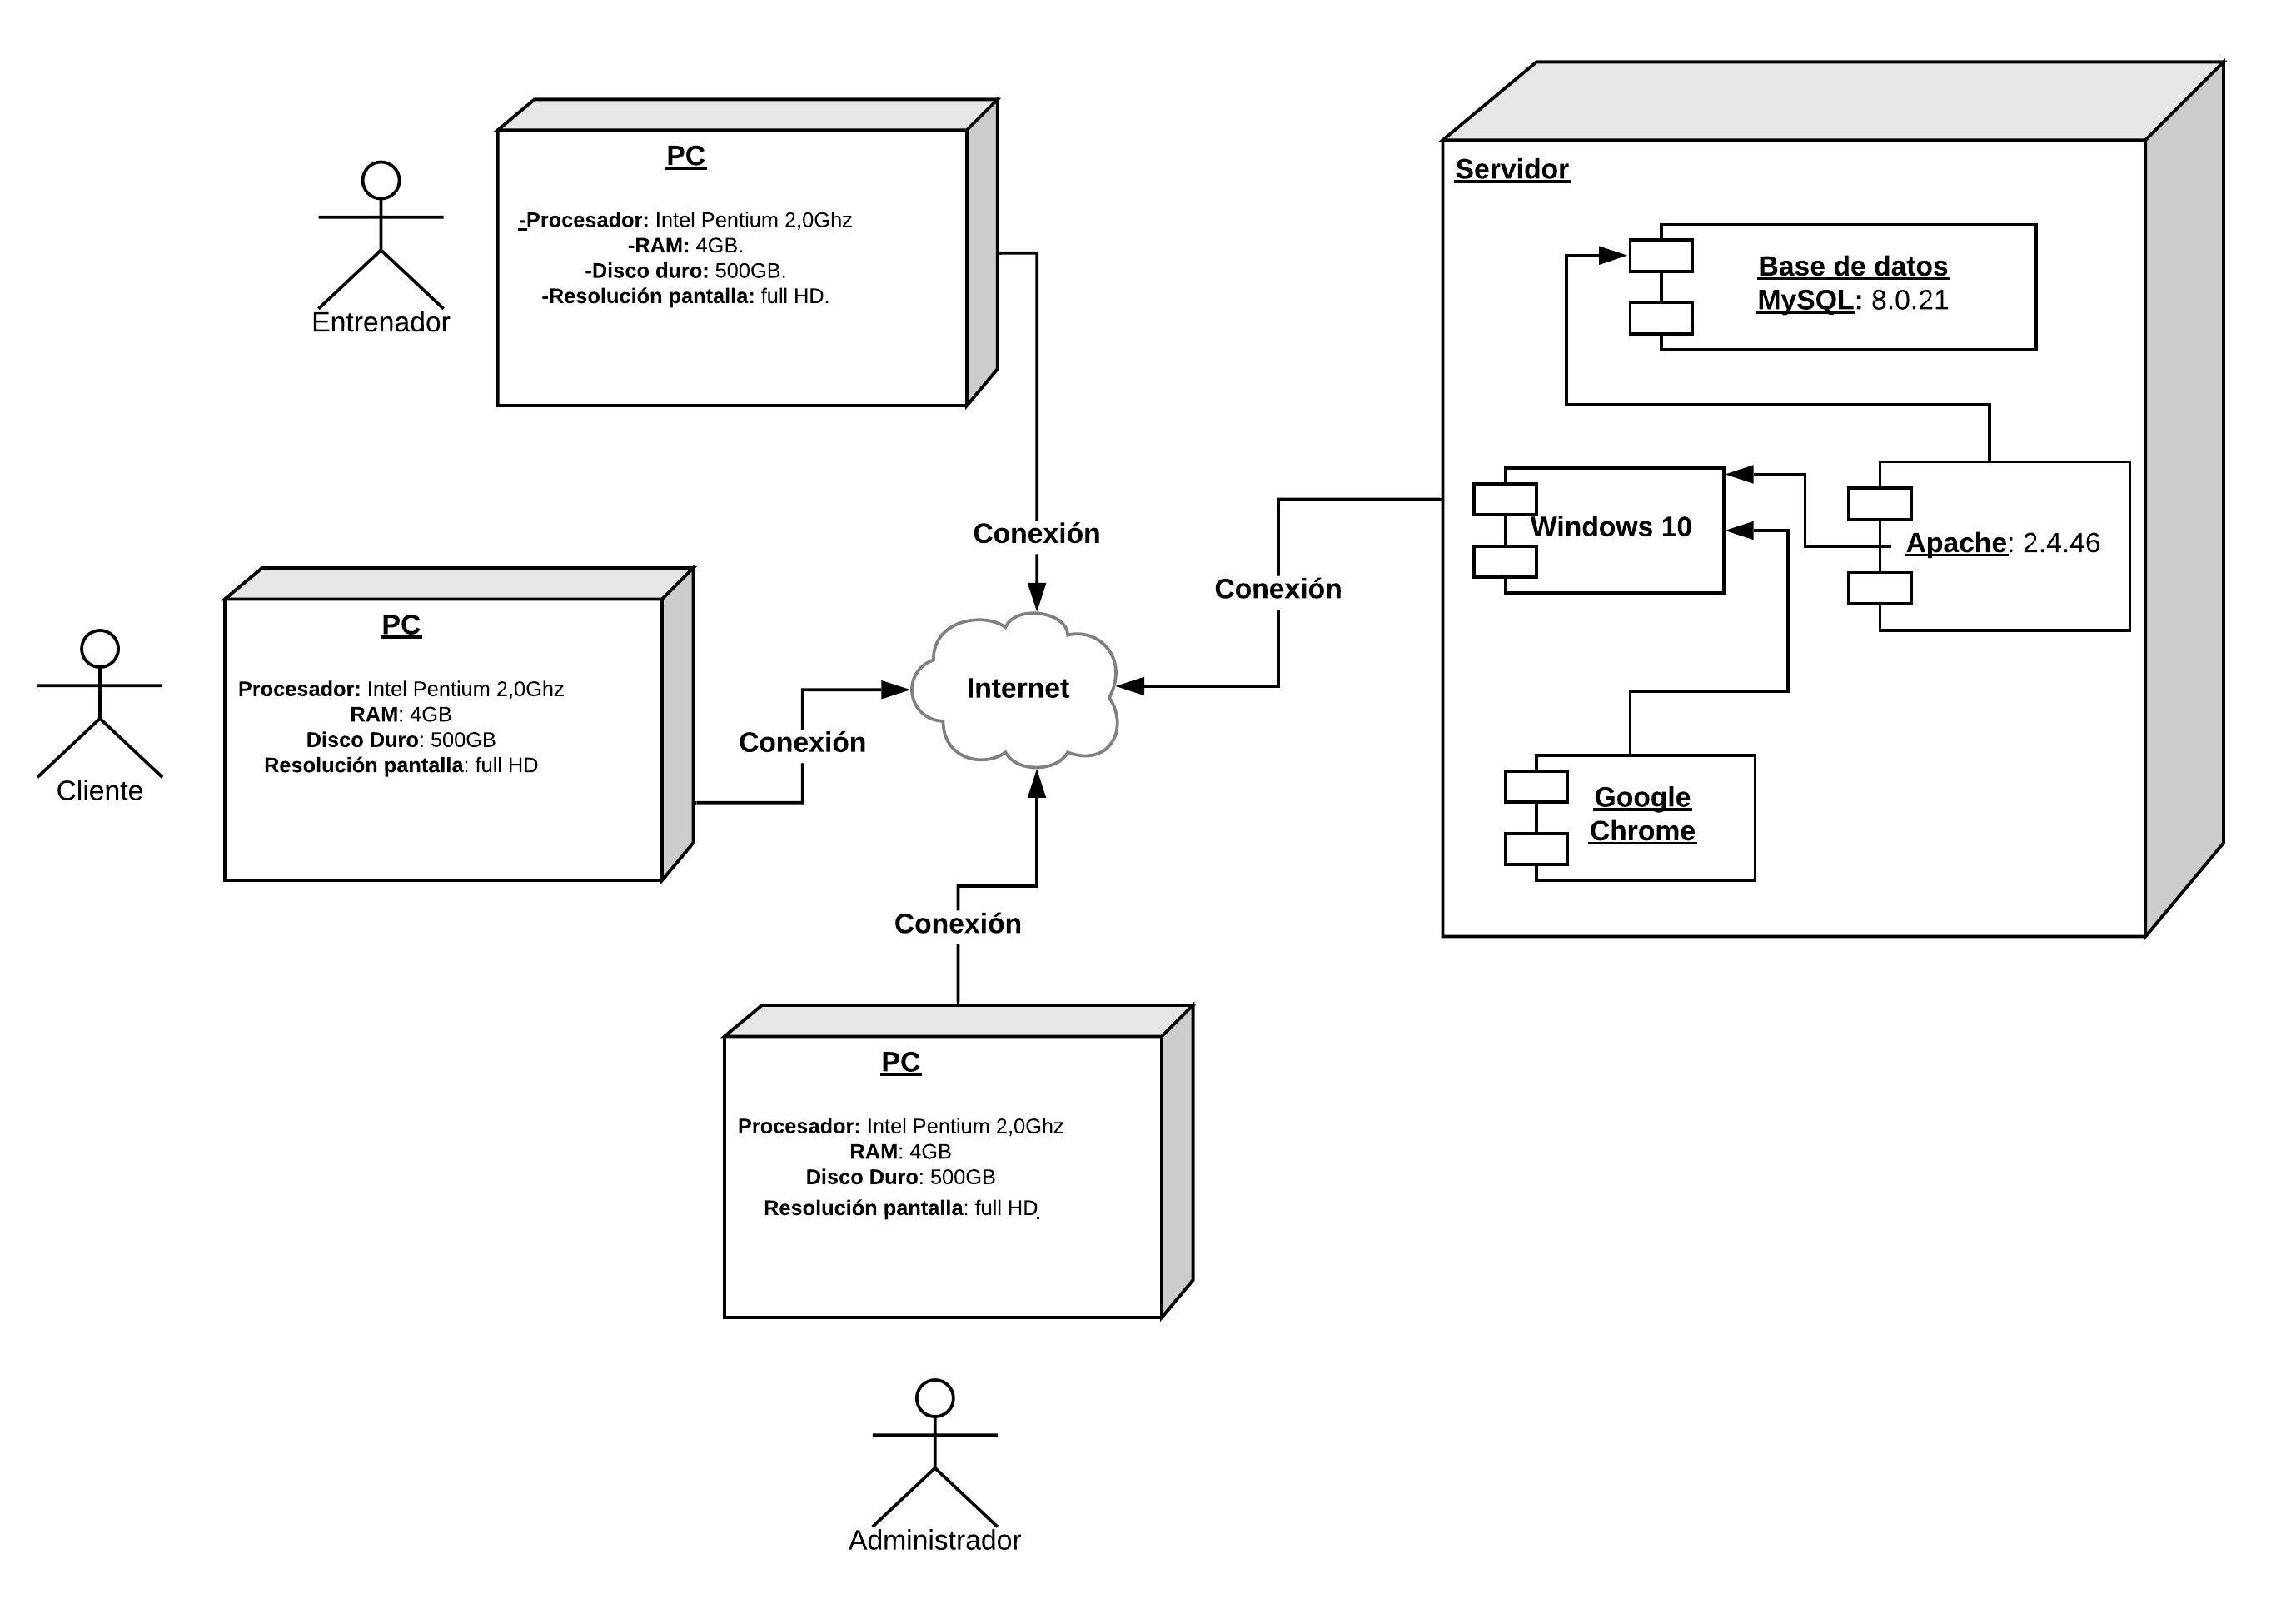 PC
-Procesador: Intel Pentium 2,0Ghz
-RAM: 4GB.
-Disco duro: 500GB.
-Resolución pantalla: full HD.
Entrenador
Servidor
Base de datos
MySQL: 8.0.21
Windows 10
Apache: 2.4.46
Google
Chrome
Conexión
Conexión
Internet
Conexión
PC
Procesador: Intel Pentium 2,0Ghz
RAM: 4GB
Disco Duro: 500GB
Resolución pantalla: full HD
Cliente
Conexión
PC
Procesador: Intel Pentium 2,0Ghz
RAM: 4GB
Disco Duro: 500GB
Resolución pantalla: full HD.
Administrador